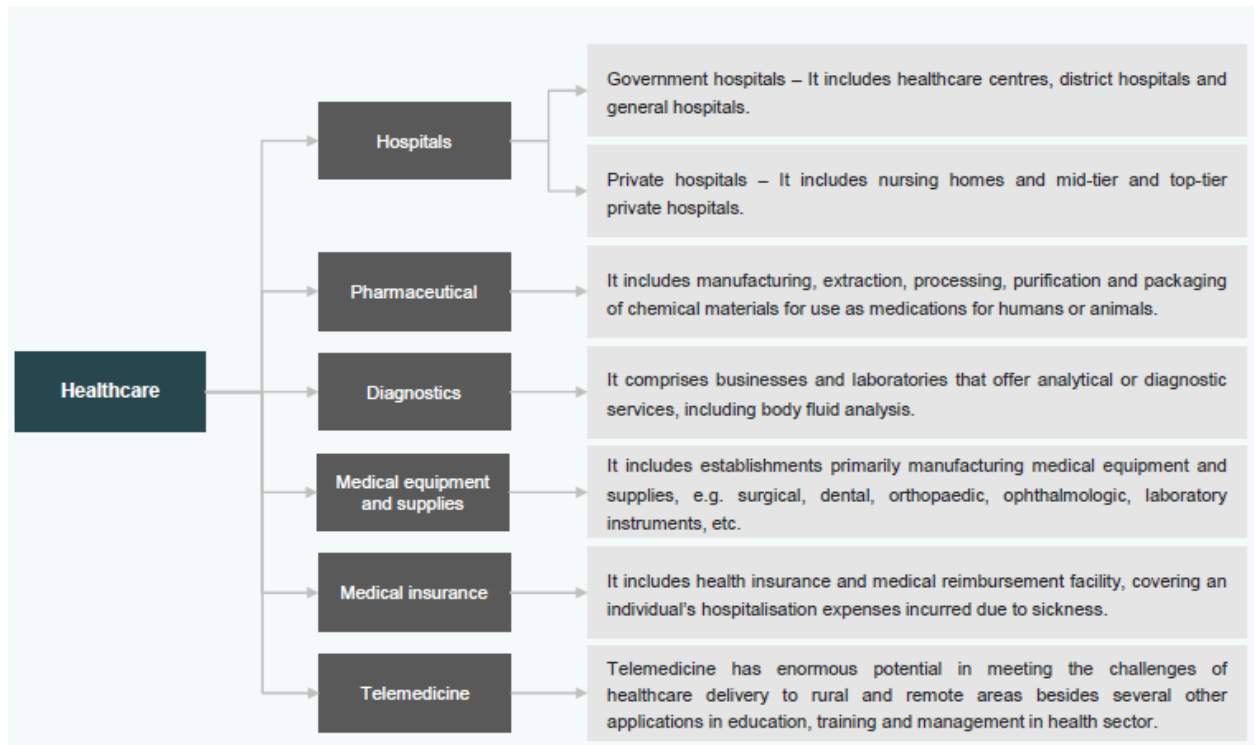 Healthcare
Hospitals
Government hospitals – It includes healthcare centres, district hospitals and
general hospitals.
Private hospitals – It includes nursing homes and mid-tier and top-tier
private hospitals.
Pharmaceutical
It includes manufacturing, extraction, processing, purification and packaging
of chemical materials for use as medications for humans or animals.
Diagnostics
It comprises businesses and laboratories that offer analytical or diagnostic
services, including body fluid analysis.
Medical equipment
and supplies
It includes establishments primarily manufacturing medical equipment and
supplies, e.g. surgical, dental, orthopaedic, ophthalmologic, laboratory
instruments, etc.
Medical insurance
It includes health insurance and medical reimbursement facility, covering an
individual's hospitalisation expenses incurred due to sickness.
Telemedicine
Telemedicine has enormous potential in meeting the challenges of
healthcare delivery to rural and remote areas besides several other
applications in education, training and management in health sector.